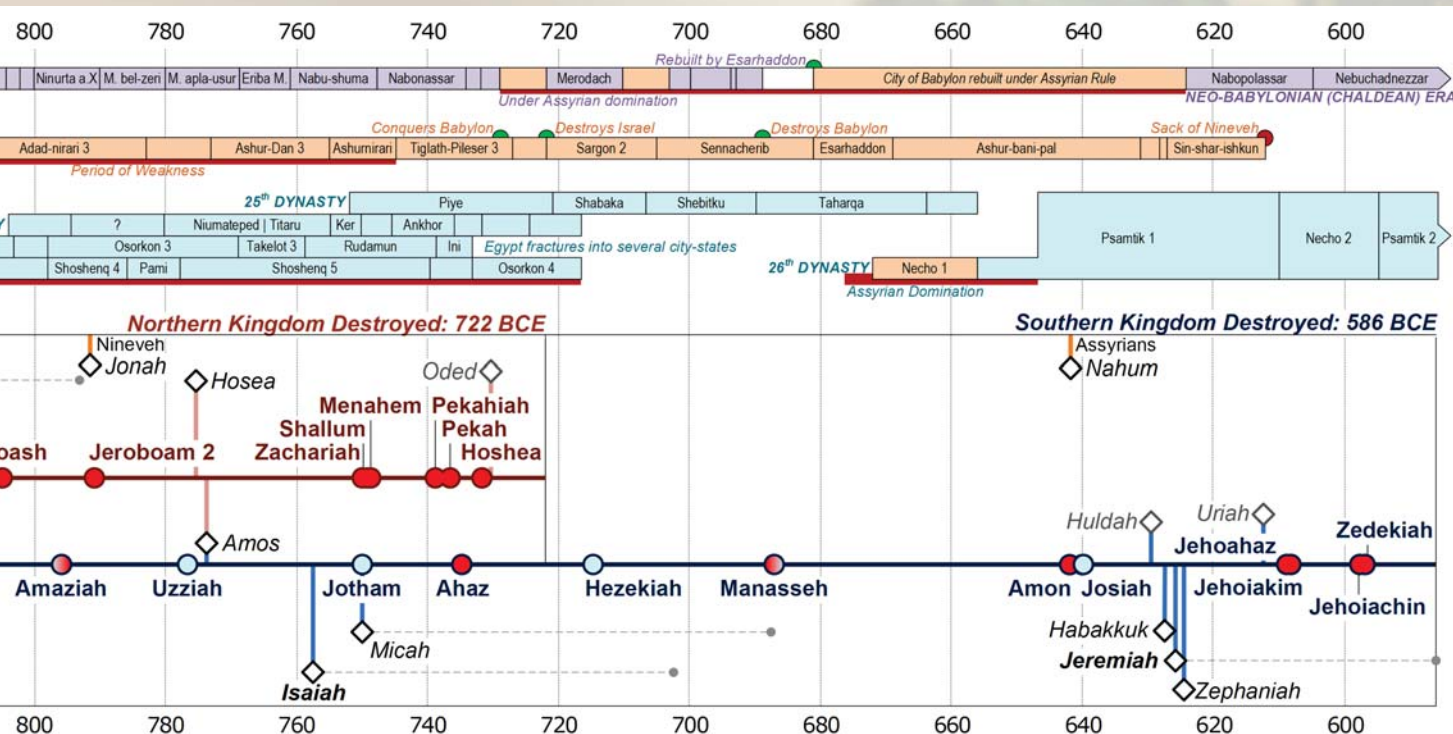 800 780 760 740 720 700 680 660 640 620 600
Rebuilt by Esarhaddon
Ninurta a.X M. bel-zeri M. apla-usur Eriba M. Nabu-shuma Nabonassar Merodach City of Babylon rebuilt under Assyrian Rule Nabopolassar Nebuchadnezzar
Under Assyrian domination NEO-BABYLONIAN (CHALDEAN) ERA
Conquers Babylon Destroys Israel Destroys Babylon Sack of Nineveh
Adad-nirari 3 Ashur-Dan 3 Ashurnirari Tiglath-Pileser 3 Sargon 2 Sennacherib Esarhaddon Ashur-bani-pal Sin-shar-ishkun
Period of Weakness
25th DYNASTY Piye Shabaka Shebitku Taharqa
Y ? Niumateped | Titaru Ker Ankhor
Osorkon 3 Takelot 3 Rudamun Ini Egypt fractures into several city-states
Psamtik 1 Necho 2 Psamtik 2
Shoshenq 4 Pami Shoshenq 5 Osorkon 4 26th DYNASTY Necho 1
Assyrian Domination
Northern Kingdom Destroyed: 722 BCE Southern Kingdom Destroyed: 586 BCE
Nineveh Assyrians
Jonah Nahum
Hosea Oded
Menahem Pekahiah
Shallum Pekah
oash Jeroboam 2 Zachariah Hoshea
Huldah Uriah
Zedekiah
Amos Jehoahaz
Amaziah Uzziah Jotham Ahaz Hezekiah Manasseh Amon Josiah Jehoiakim
Jehoiachin
Habakkuk
Micah
Jeremiah
Isaiah Zephaniah
800 780 760 740 720 700 680 660 640 620 600